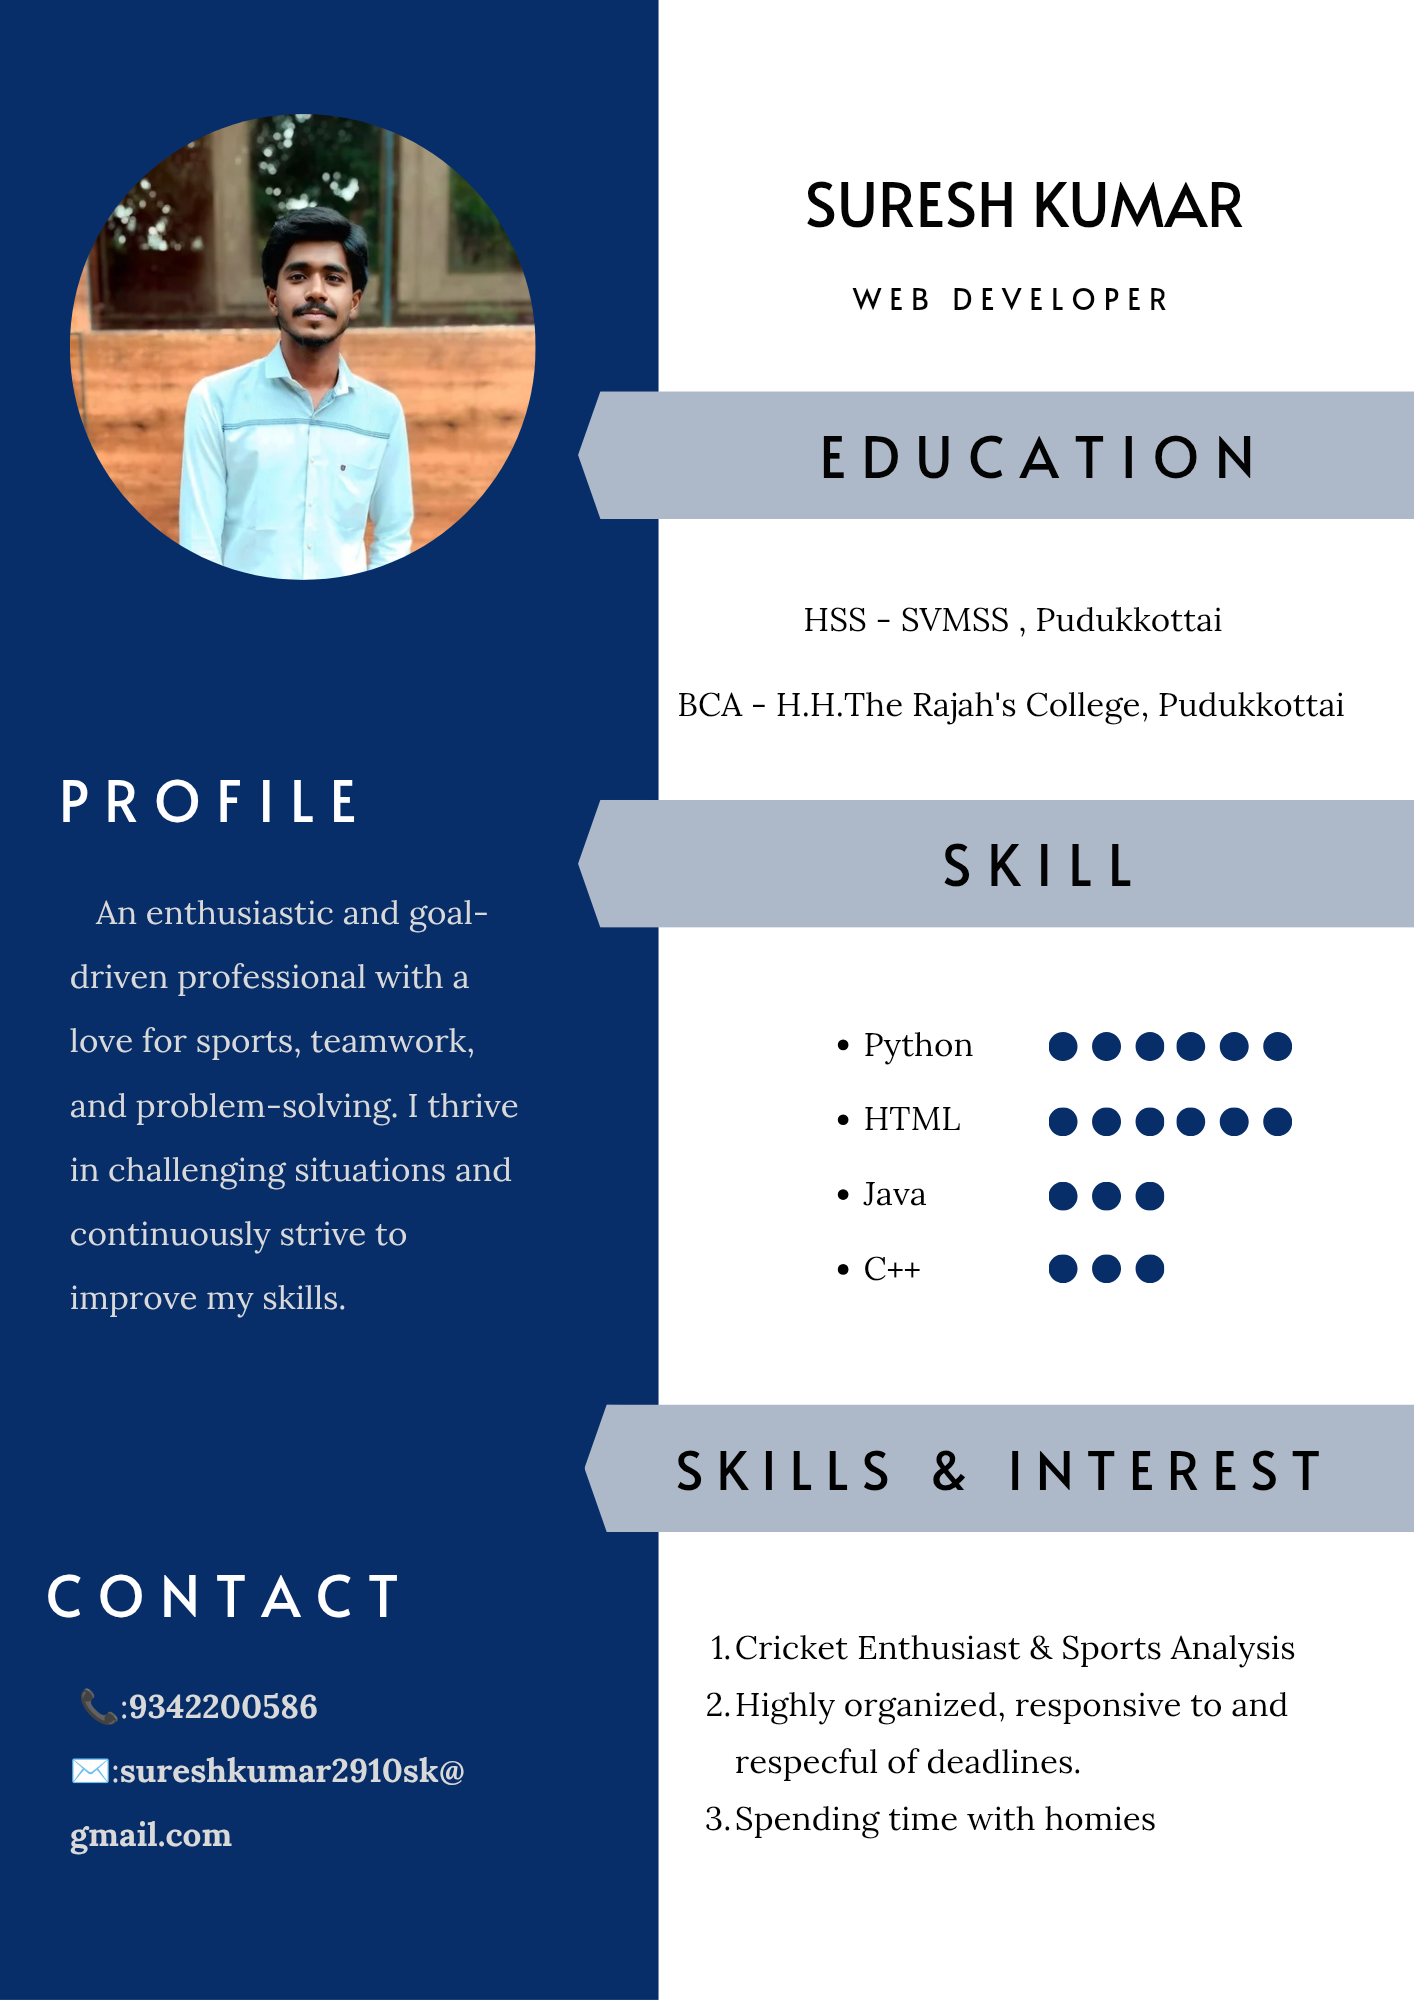 SURESH KUMAR
WEB DEVELOPER
EDUCATION
HSS - SVMSS , Pudukkottai
BCA - H.H.The Rajah's College, Pudukkottai
PROFILE
An enthusiastic and goal-
driven professional with a
love for sports, teamwork,
and problem-solving. I thrive
in challenging situations and
continuously strive to
improve my skills.
SKILL
• Python
• HTML
• Java
• C++
SKILLS & INTEREST
1. Cricket Enthusiast & Sports Analysis
2. Highly organized, responsive to and
respecful of deadlines.
3. Spending time with homies
CONTACT
📞:9342200586
✉️:sureshkumar2910sk@
gmail.com